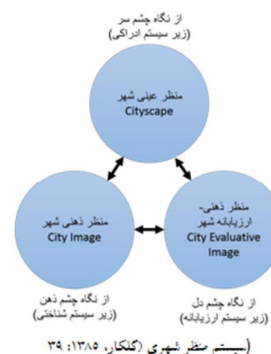 از نگاه چشم سر
(زیر سیستم ادراکی)
منظر عینی شهر
Cityscape
منظر ذهنی شهر
City Image
منظر ذهنی-
ارزیابانه شهر
City Evaluative
Image
از نگاه چشم ذهن
(زیر سیستم شناختی)
از نگاه چشم دل
(زیر سیستم ارزیابانه)
(سیستم منظر شهری (گلکار، ۱۳۸۵: ۳۹